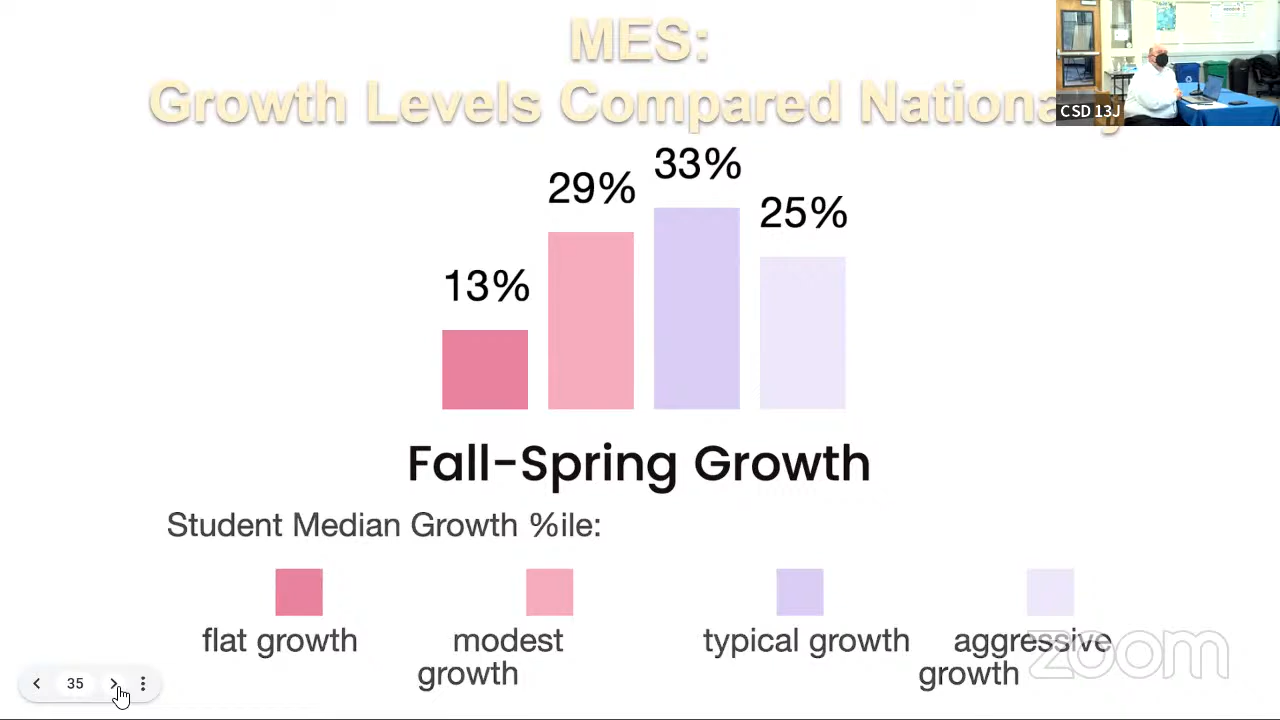 MES:
Growth Levels Compared
CSD 13J
33%
29%
25%
13%
Fall-Spring Growth
Student Median Growth %ile:
flat growth
modest
growth
typical growth
aggressive
growth
zoom
35